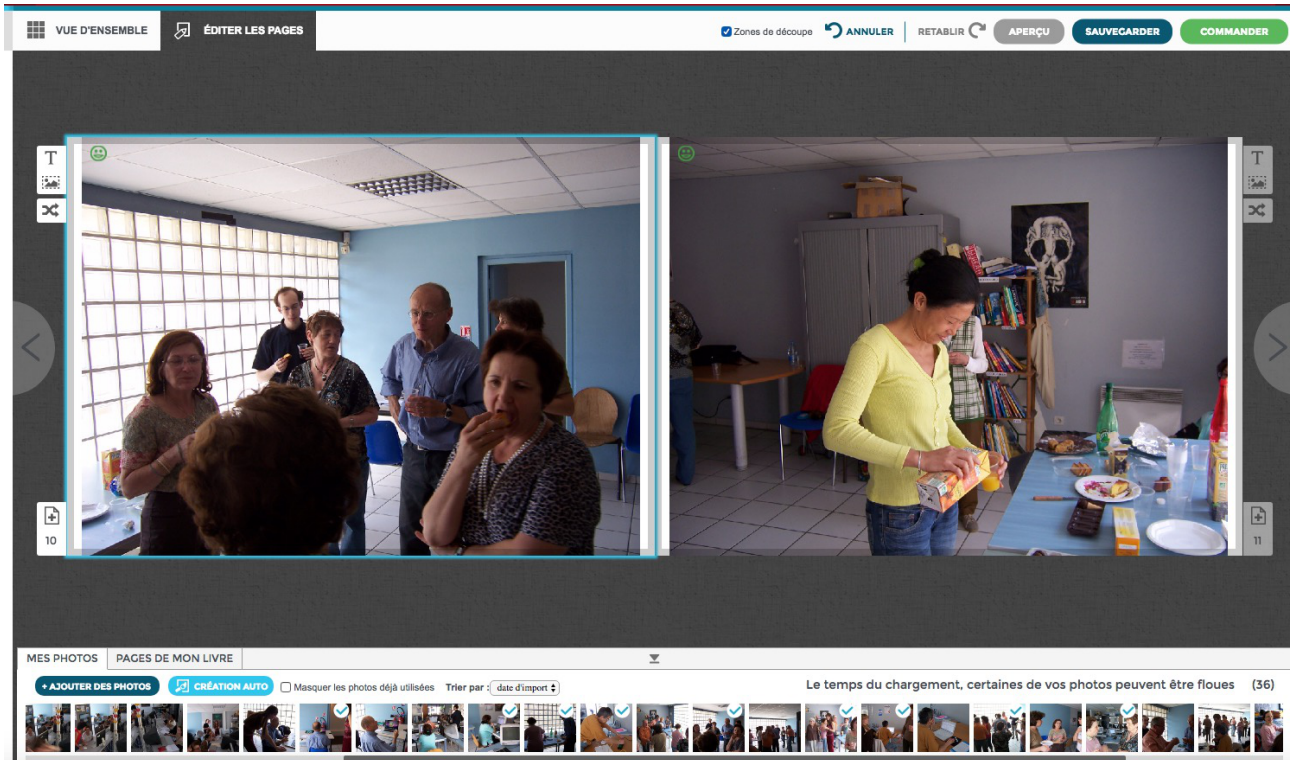 VUE D'ENSEMBLE
ÉDITER LES PAGES
Zones de découpe
ANNULER
RETABLIR
APERÇU
SAUVEGARDER
COMMANDER
T
T
10
11
MES PHOTOS
PAGES DE MON LIVRE
+ AJOUTER DES PHOTOS
CRÉATION AUTO
Masquer les photos déjà utilisées
Trier par :
date d'import
Le temps du chargement, certaines de vos photos peuvent être floues (36)